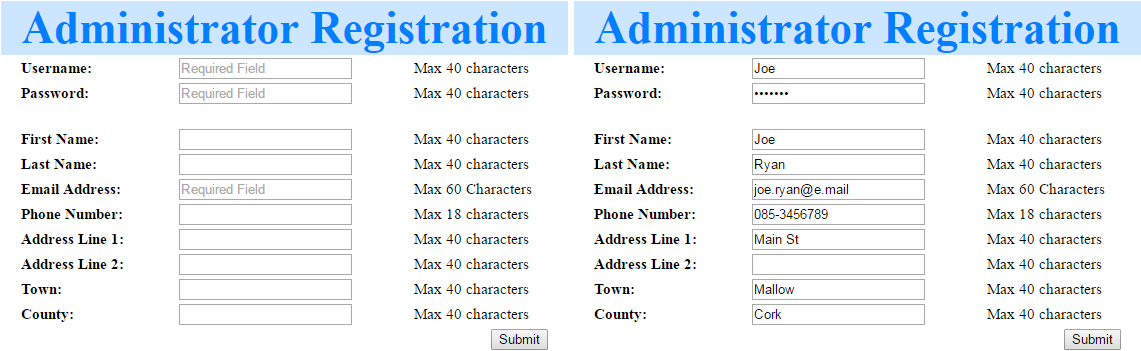 Administrator Registration
Username: Required Field Max 40 characters
Password: Required Field Max 40 characters
First Name: Max 40 characters
Last Name: Max 40 characters
Email Address: Required Field Max 60 Characters
Phone Number: Max 18 characters
Address Line 1: Max 40 characters
Address Line 2: Max 40 characters
Town: Max 40 characters
County: Max 40 characters
Submit
Administrator Registration
Username: Joe Max 40 characters
Password: ••••••• Max 40 characters
First Name: Joe Max 40 characters
Last Name: Ryan Max 40 characters
Email Address: joe.ryan@e.mail Max 60 Characters
Phone Number: 085-3456789 Max 18 characters
Address Line 1: Main St Max 40 characters
Address Line 2: Max 40 characters
Town: Mallow Max 40 characters
County: Cork Max 40 characters
Submit